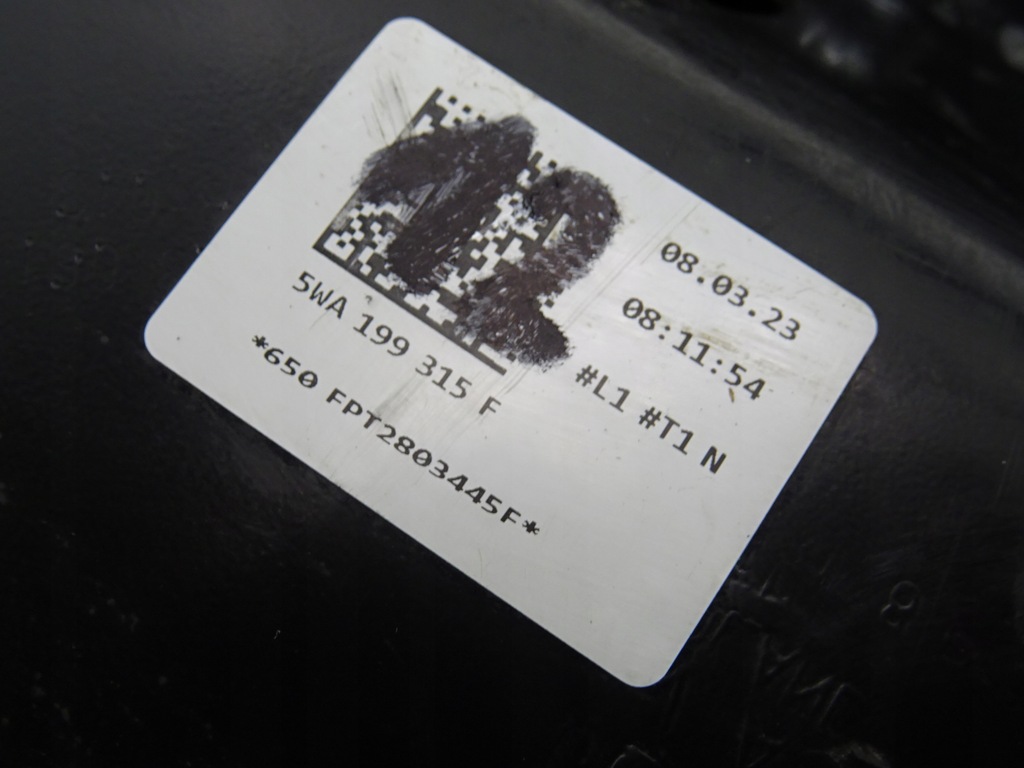 08.03.23
08:11:54
#L1 #T1 N
5WA 199 315 F
*650 FPT2803445F*